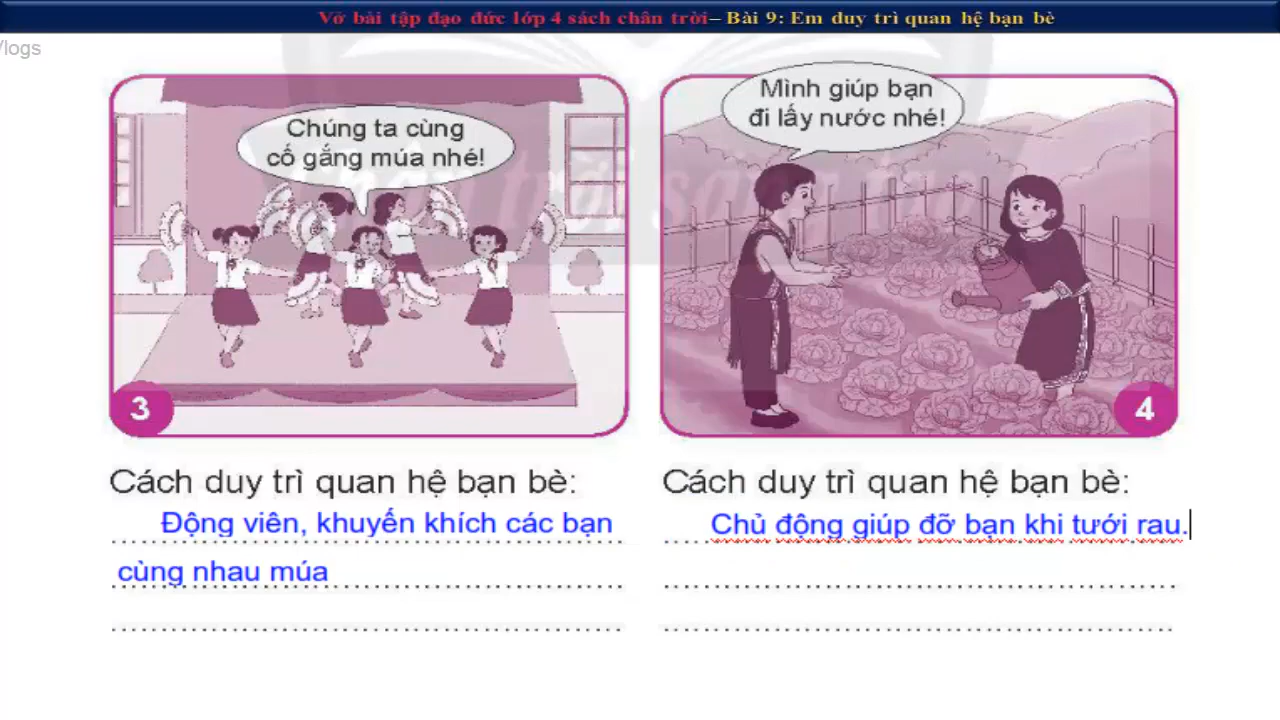 Vở bài tập đạo đức lớp 4 sách chân trời– Bài 9: Em duy trì quan hệ bạn bè
Vlogs
Chúng ta cùng
cố gắng múa nhé!
3
Mình giúp bạn
đi lấy nước nhé!
4
Cách duy trì quan hệ bạn bè:
Động viên, khuyến khích các bạn
cùng nhau múa
Cách duy trì quan hệ bạn bè:
Chủ động giúp đỡ bạn khi tưới rau.